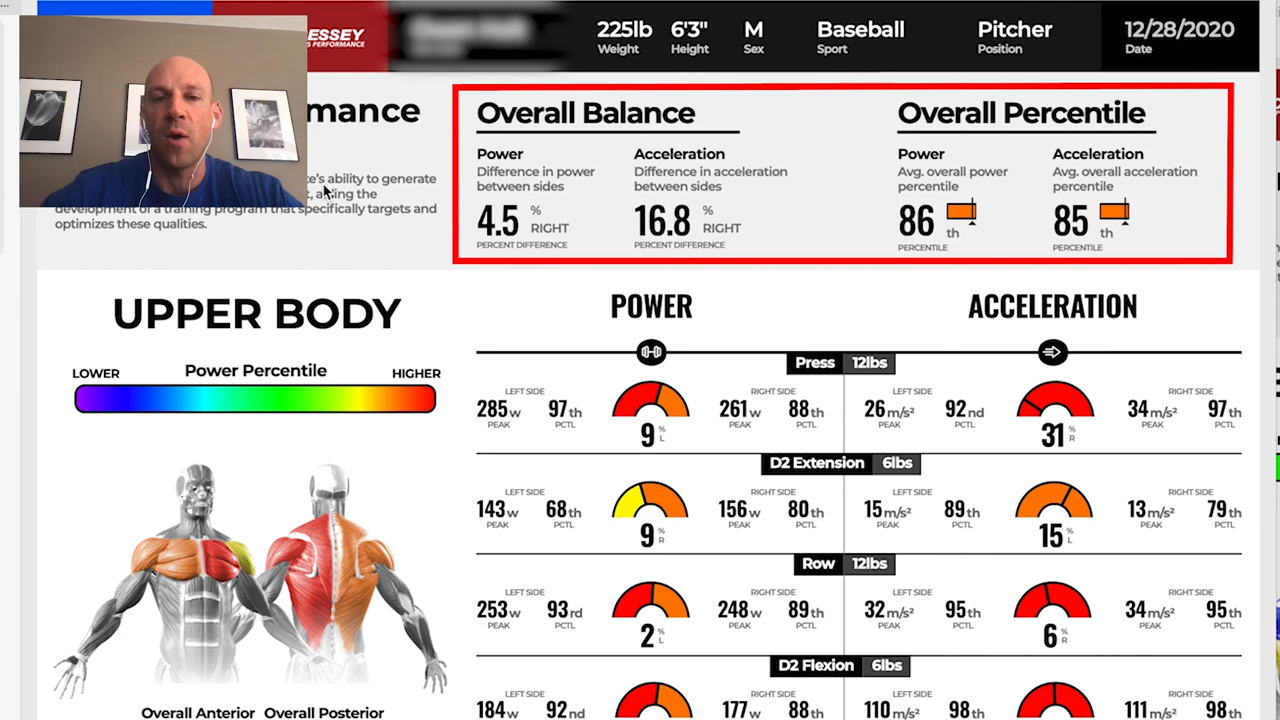 ESSEY
S PERFORMANCE
225lb 6'3" M Baseball Pitcher 12/28/2020
Weight Height Sex Sport Position Date
mance
te's ability to generate
development of a training program that specifically targets and
optimizes these qualities.
Overall Balance
Power Acceleration
Difference in power Difference in acceleration
between sides between sides
4.5 % RIGHT 16.8 % RIGHT
PERCENT DIFFERENCE PERCENT DIFFERENCE
Overall Percentile
Power Acceleration
Avg. overall power Avg. overall acceleration
percentile percentile
86 th 85 th
PERCENTILE PERCENTILE
UPPER BODY
LOWER Power Percentile HIGHER
Overall Anterior Overall Posterior
POWER ACCELERATION
Press 12lbs
LEFT SIDE RIGHT SIDE LEFT SIDE RIGHT SIDE
285w 97th 261w 88th 26m/s² 92nd 34m/s² 97th
PEAK PCTL PEAK PCTL PEAK PCTL PEAK PCTL
9 % L 31 % R
D2 Extension 6lbs
LEFT SIDE RIGHT SIDE LEFT SIDE RIGHT SIDE
143w 68th 156w 80th 15m/s² 89th 13m/s² 79th
PEAK PCTL PEAK PCTL PEAK PCTL PEAK PCTL
9 % R 15 % L
Row 12lbs
LEFT SIDE RIGHT SIDE LEFT SIDE RIGHT SIDE
253w 93rd 248w 89th 32m/s² 95th 34m/s² 95th
PEAK PCTL PEAK PCTL PEAK PCTL PEAK PCTL
2 % L 6 % R
D2 Flexion 6lbs
LEFT SIDE RIGHT SIDE LEFT SIDE RIGHT SIDE
184w 92nd 177w 88th 110m/s² 98th 111m/s² 98th